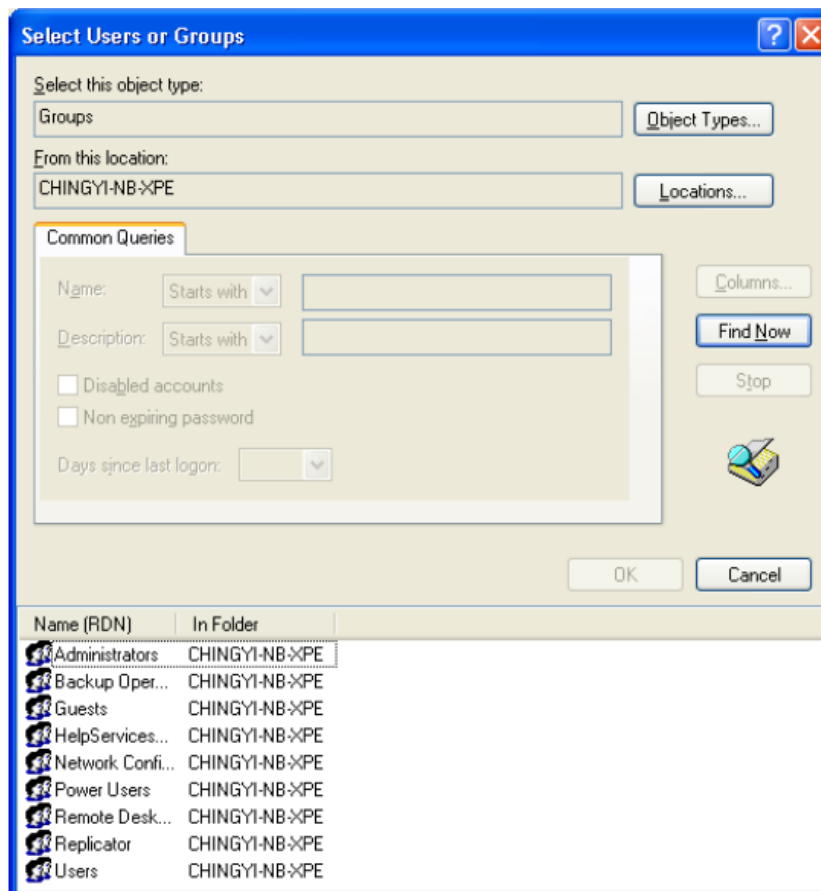 Select Users or Groups
Select this object type:
Groups
Object Types...
From this location:
CHINGYI-NB-XPE
Locations...
Common Queries
Name:
Starts with
Columns...
Description:
Starts with
Find Now
Disabled accounts
Stop
Non expiring password
Days since last logon:
OK
Cancel
Name (RDN) In Folder
Administrators CHINGYI-NB-XPE
Backup Oper... CHINGYI-NB-XPE
Guests CHINGYI-NB-XPE
HelpServices... CHINGYI-NB-XPE
Network Confi... CHINGYI-NB-XPE
Power Users CHINGYI-NB-XPE
Remote Desk... CHINGYI-NB-XPE
Replicator CHINGYI-NB-XPE
Users CHINGYI-NB-XPE